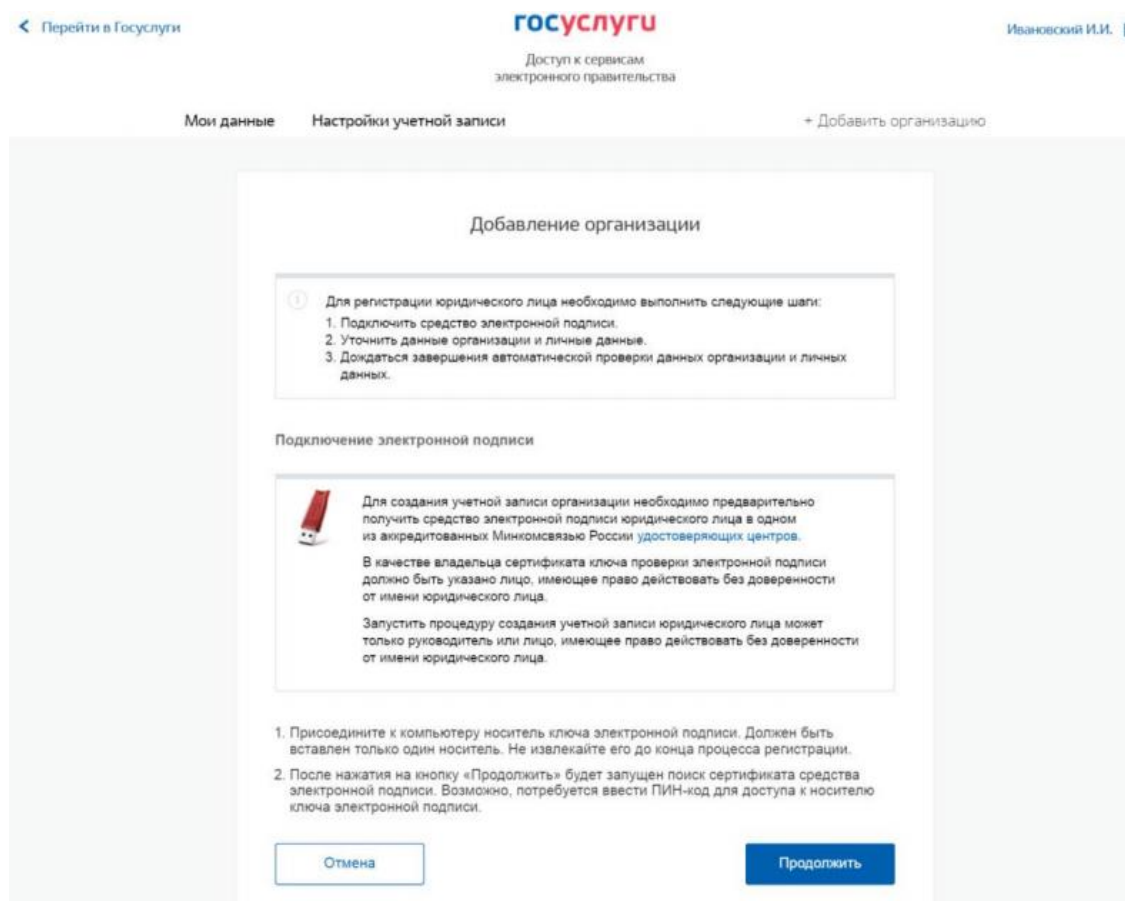 Перейти в Госуслуги
госуслуги
Ивановский И.И.
Доступ к сервисам
электронного правительства
Мои данные
Настройки учетной записи
+ Добавить организацию
Добавление организации
Для регистрации юридического лица необходимо выполнить следующие шаги:
1. Подключить средство электронной подписи.
2. Уточнить данные организации и личные данные.
3. Дождаться завершения автоматической проверки данных организации и личных
данных.
Подключение электронной подписи
Для создания учетной записи организации необходимо предварительно
получить средство электронной подписи юридического лица в одном
из аккредитованных Минкомсвязью России удостоверяющих центров.
В качестве владельца сертификата ключа проверки электронной подписи
должно быть указано лицо, имеющее право действовать без доверенности
от имени юридического лица.
Запустить процедуру создания учетной записи юридического лица может
только руководитель или лицо, имеющее право действовать без доверенности
от имени юридического лица.
1. Присоедините к компьютеру носитель ключа электронной подписи. Должен быть
вставлен только один носитель. Не извлекайте его до конца процесса регистрации.
2. После нажатия на кнопку «Продолжить» будет запущен поиск сертификата средства
электронной подписи. Возможно, потребуется ввести ПИН-код для доступа к носителю
ключа электронной подписи.
Отмена
Продолжить